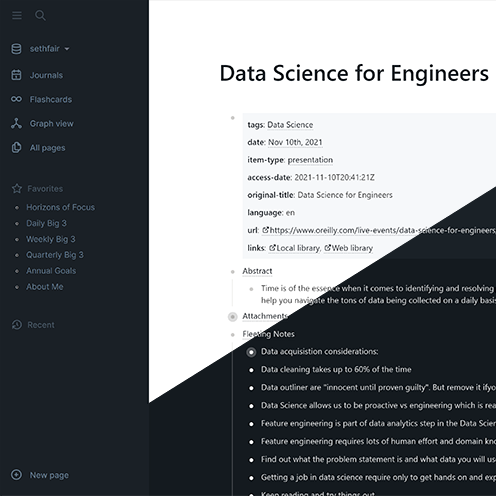 sethfair
Journals
Flashcards
Graph view
All pages
Favorites
Horizons of Focus
Daily Big 3
Weekly Big 3
Quarterly Big 3
Annual Goals
About Me
Recent
New page
Data Science for Engineers
tags: Data Science
date: Nov 10th, 2021
item-type: presentation
access-date: 2021-11-10T20:41:21Z
original-title: Data Science for Engineers
language: en
url: https://www.oreilly.com/live-events/data-science-for-engineers
links: Local library, Web library
Abstract
Time is of the essence when it comes to identifying and resolving
help you navigate the tons of data being collected on a daily basis
Attachments
Fleeting Notes
Data acquisistion considerations:
Data cleaning takes up to 60% of the time
Data outliner are "innocent until proven guilty". But remove it ifyo
Data Science allows us to be proactive vs engineering which is rea
Feature engineering is part of data analytics step in the Data Scien
Feature engineering requires lots of human effort and domain kno
Find out what the problem statement is and what data you will us
Getting a job in data science require only to get hands on and exp
Keep reading and try things out